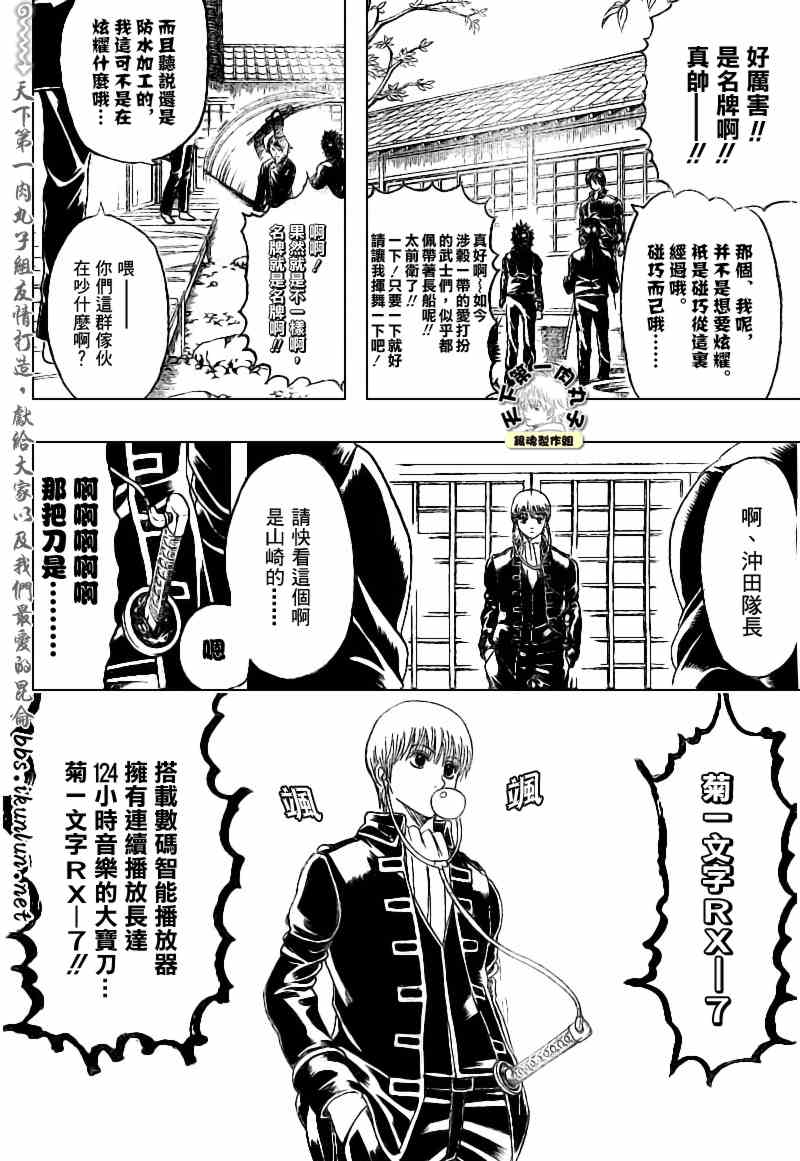 好厲害!!
是名牌啊!!
真帥——!!
那個、我呢,
並不是想要炫耀。
祇是碰巧從這裏
經過哦。
碰巧而已哦……
真好啊~如今
涉穀一帶的愛打扮
的武士們,似乎都
佩帶著長船呢!!
太前衛了!
請讓我揮舞一下吧!
一下!只要一下就好
而且聽説還是
防水加工的,
我這可不是在
炫耀什麼哦…
啊啊!
果然就是不一樣啊,
名牌就是名牌啊!!
喂——
你們這群傢伙
在吵什麼啊?
天下第一肉丸子
銀魂製作組
啊、沖田隊長
請快看這個啊
是山崎的……
嗯
啊啊啊啊啊
那把刀是………
菊一文字RX—7
颯
颯
搭載數碼智能播放器
擁有連續播放長達
124小時音樂的大寶刀…
菊一文字RX—7!!
天下第一肉丸子組友情打造,獻給大家以及我們最愛的昆侖bbs.ikunlun.net